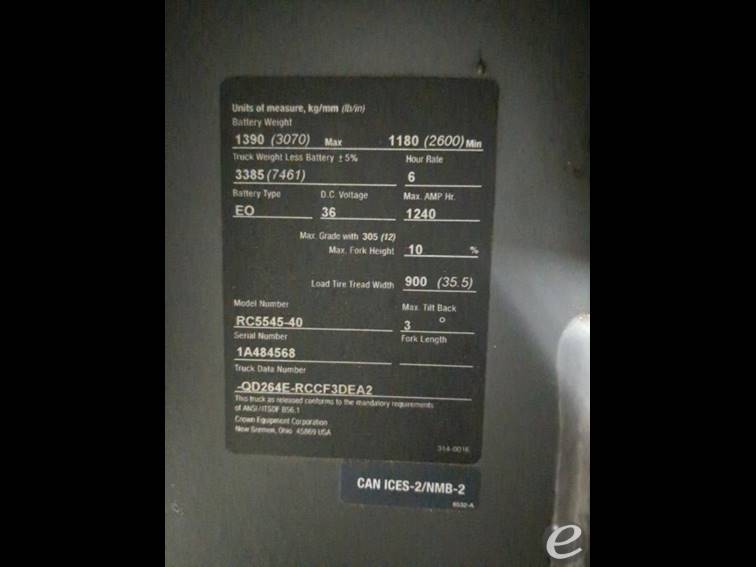 Units of measure, kg/mm (lb/in)
Battery Weight
1390 (3070) Max 1180 (2600) Min
Truck Weight Less Battery ± 5% Hour Rate
3385 (7461) 6
Battery Type D.C. Voltage Max. AMP Hr.
EO 36 1240
Max. Grade with 305 (12)
Max. Fork Height 10 %
Load Tire Tread Width 900 (35.5)
Model Number Max. Tilt Back
RC5545-40 3 °
Serial Number Fork Length
1A484568
Truck Data Number
-QD264E-RCCF3DEA2
This truck as released conforms to the mandatory requirements
of ANSI/ITSDF B56.1
Crown Equipment Corporation
New Bremen, Ohio 45869 USA
314-0016
CAN ICES-2/NMB-2
6532-A
e